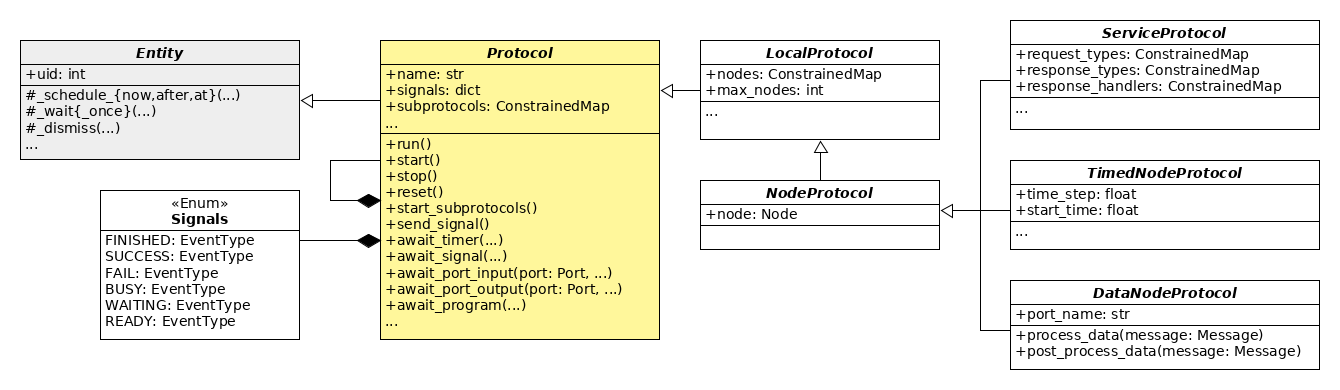 Entity
+uid: int
#_schedule_{now,after,at}(...)
#_wait{_once}(...)
#_dismiss(...)
...
«Enum»
Signals
FINISHED: EventType
SUCCESS: EventType
FAIL: EventType
BUSY: EventType
WAITING: EventType
READY: EventType
Protocol
+name: str
+signals: dict
+subprotocols: ConstrainedMap
...
+run()
+start()
+stop()
+reset()
+start_subprotocols()
+send_signal()
+await_timer(...)
+await_signal(...)
+await_port_input(port: Port, ...)
+await_port_output(port: Port, ...)
+await_program(...)
...
LocalProtocol
+nodes: ConstrainedMap
+max_nodes: int
...
NodeProtocol
+node: Node
ServiceProtocol
+request_types: ConstrainedMap
+response_types: ConstrainedMap
+response_handlers: ConstrainedMap
...
TimedNodeProtocol
+time_step: float
+start_time: float
...
DataNodeProtocol
+port_name: str
+process_data(message: Message)
+post_process_data(message: Message)